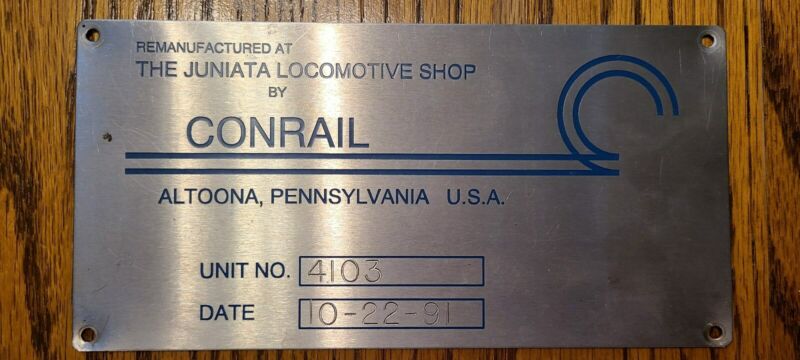 REMANUFACTURED AT
THE JUNIATA LOCOMOTIVE SHOP
BY
CONRAIL
ALTOONA, PENNSYLVANIA U.S.A.
UNIT NO. 4103
DATE 10-22-91